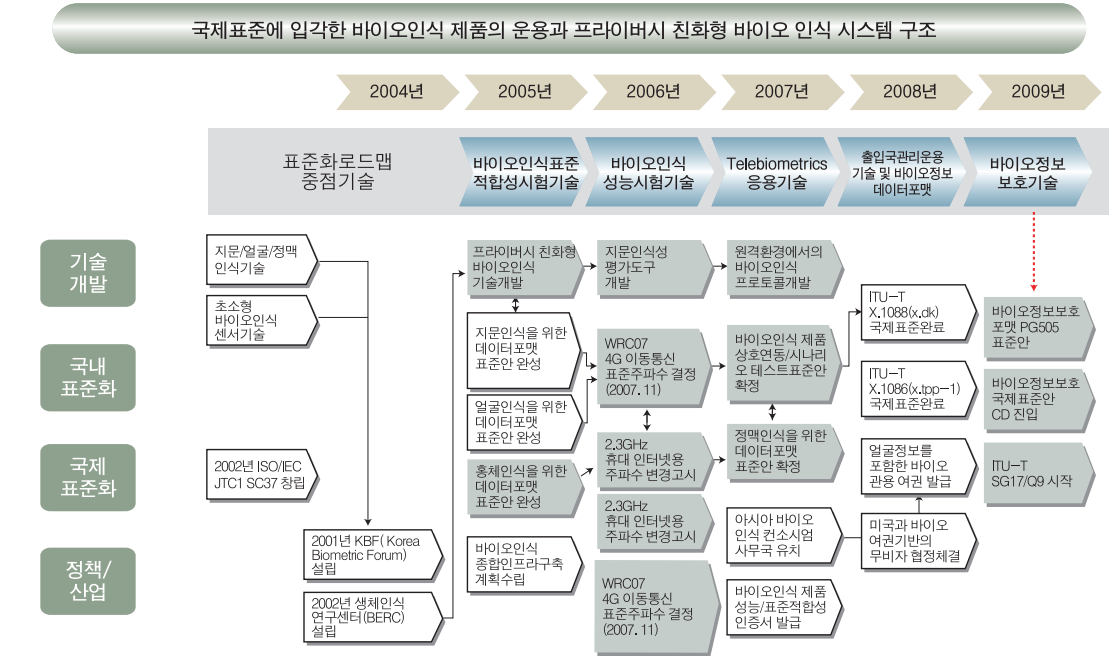 국제표준에 입각한 바이오인식 제품의 운용과 프라이버시 친화형 바이오 인식 시스템 구조
2004년
2005년
2006년
2007년
2008년
2009년
표준화로드맵
중점기술
바이오인식표준
적합성시험기술
바이오인식
성능시험기술
Telebiometrics
응용기술
출입국관리운용
기술 및 바이오정보
데이터포맷
바이오정보
보호기술
기술
개발
지문/얼굴/정맥
인식기술
초소형
바이오인식
센서기술
프라이버시 친화형
바이오인식
기술개발
지문인식성
평가도구
개발
원격환경에서의
바이오인식
프로토콜개발
ITU-T
X.1088(x.dk)
국제표준완료
바이오정보보호
포맷 PG505
표준안
국내
표준화
지문인식을 위한
데이터포맷
표준안 완성
WRC07
4G 이동통신
표준주파수 결정
(2007. 11)
바이오인식 제품
상호연동/시나리
오 테스트표준안
확정
ITU-T
X.1086(x.tpp-1)
국제표준완료
바이오정보보호
국제표준안
CD 진입
얼굴인식을 위한
데이터포맷
표준안 완성
국제
표준화
2002년 ISO/IEC
JTC1 SC37 창립
홍체인식을 위한
데이터포맷
표준안 완성
2.3GHz
휴대 인터넷용
주파수 변경고시
정맥인식을 위한
데이터포맷
표준안 확정
얼굴정보를
포함한 바이오
관용 여권 발급
ITU-T
SG17/Q9 시작
2.3GHz
휴대 인터넷용
주파수 변경고시
아시아 바이오
인식 컨소시엄
사무국 유치
미국과 바이오
여권기반의
무비자 협정체결
정책/
산업
2001년 KBF( Korea
Biometric Forum)
설립
바이오인식
종합인프라구축
계획수립
2002년 생체인식
연구센터(BERC)
설립
WRC07
4G 이동통신
표준주파수 결정
(2007. 11)
바이오인식 제품
성능/표준적합성
인증서 발급